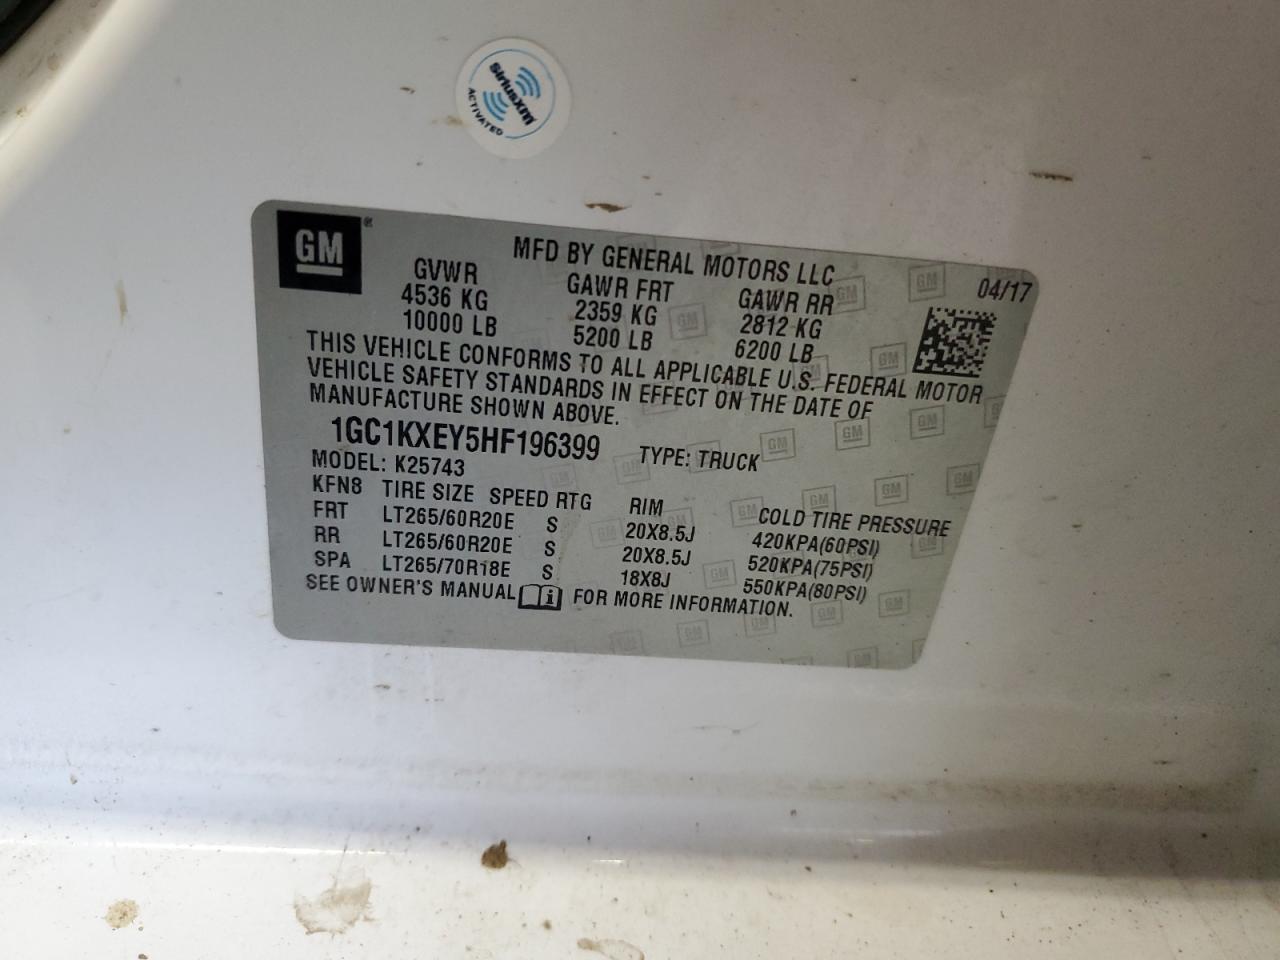 SiriusXM
ACTIVATED
GM ®
MFD BY GENERAL MOTORS LLC
04/17
GVWR GAWR FRT GAWR RR
4536 KG 2359 KG 2812 KG
10000 LB 5200 LB 6200 LB
THIS VEHICLE CONFORMS TO ALL APPLICABLE U.S. FEDERAL MOTOR
VEHICLE SAFETY STANDARDS IN EFFECT ON THE DATE OF
MANUFACTURE SHOWN ABOVE.
1GC1KXEY5HF196399 TYPE: TRUCK
MODEL: K25743
KFN8 TIRE SIZE SPEED RTG RIM COLD TIRE PRESSURE
FRT LT265/60R20E S 20X8.5J 420KPA(60PSI)
RR LT265/60R20E S 20X8.5J 520KPA(75PSI)
SPA LT265/70R18E S 18X8J 550KPA(80PSI)
SEE OWNER'S MANUAL FOR MORE INFORMATION.